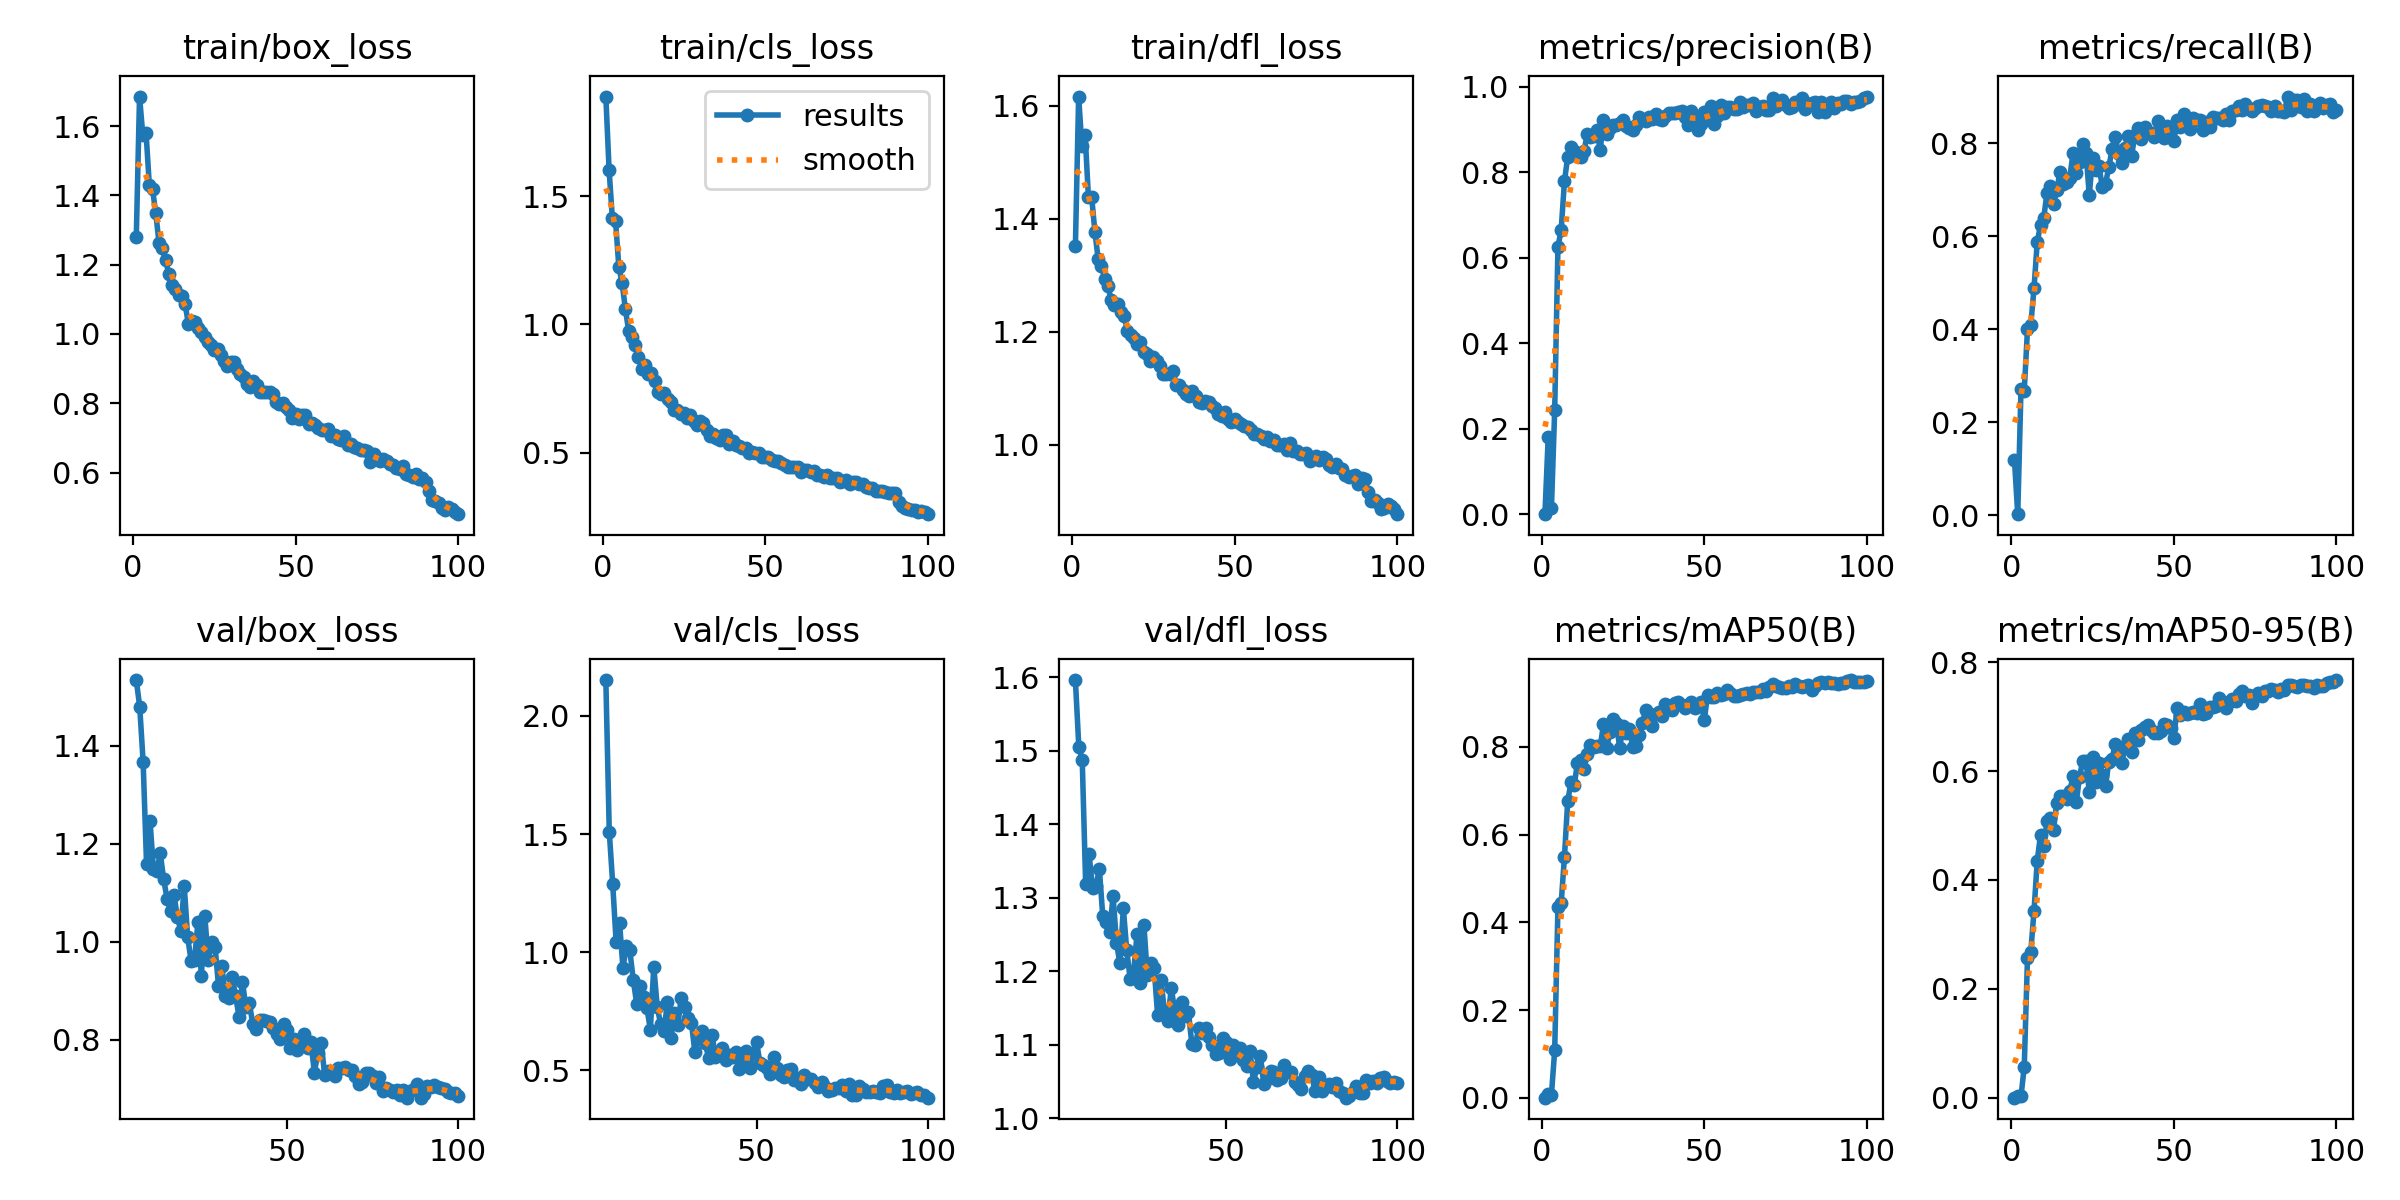 train/box_loss
1.6
1.4
1.2
1.0
0.8
0.6
0 50 100
train/cls_loss
results
smooth
1.5
1.0
0.5
0 50 100
train/dfl_loss
1.6
1.4
1.2
1.0
0 50 100
metrics/precision(B)
1.0
0.8
0.6
0.4
0.2
0.0
0 50 100
metrics/recall(B)
0.8
0.6
0.4
0.2
0.0
0 50 100
val/box_loss
1.4
1.2
1.0
0.8
50 100
val/cls_loss
2.0
1.5
1.0
0.5
50 100
val/dfl_loss
1.6
1.5
1.4
1.3
1.2
1.1
1.0
50 100
metrics/mAP50(B)
0.8
0.6
0.4
0.2
0.0
0 50 100
metrics/mAP50-95(B)
0.8
0.6
0.4
0.2
0.0
0 50 100